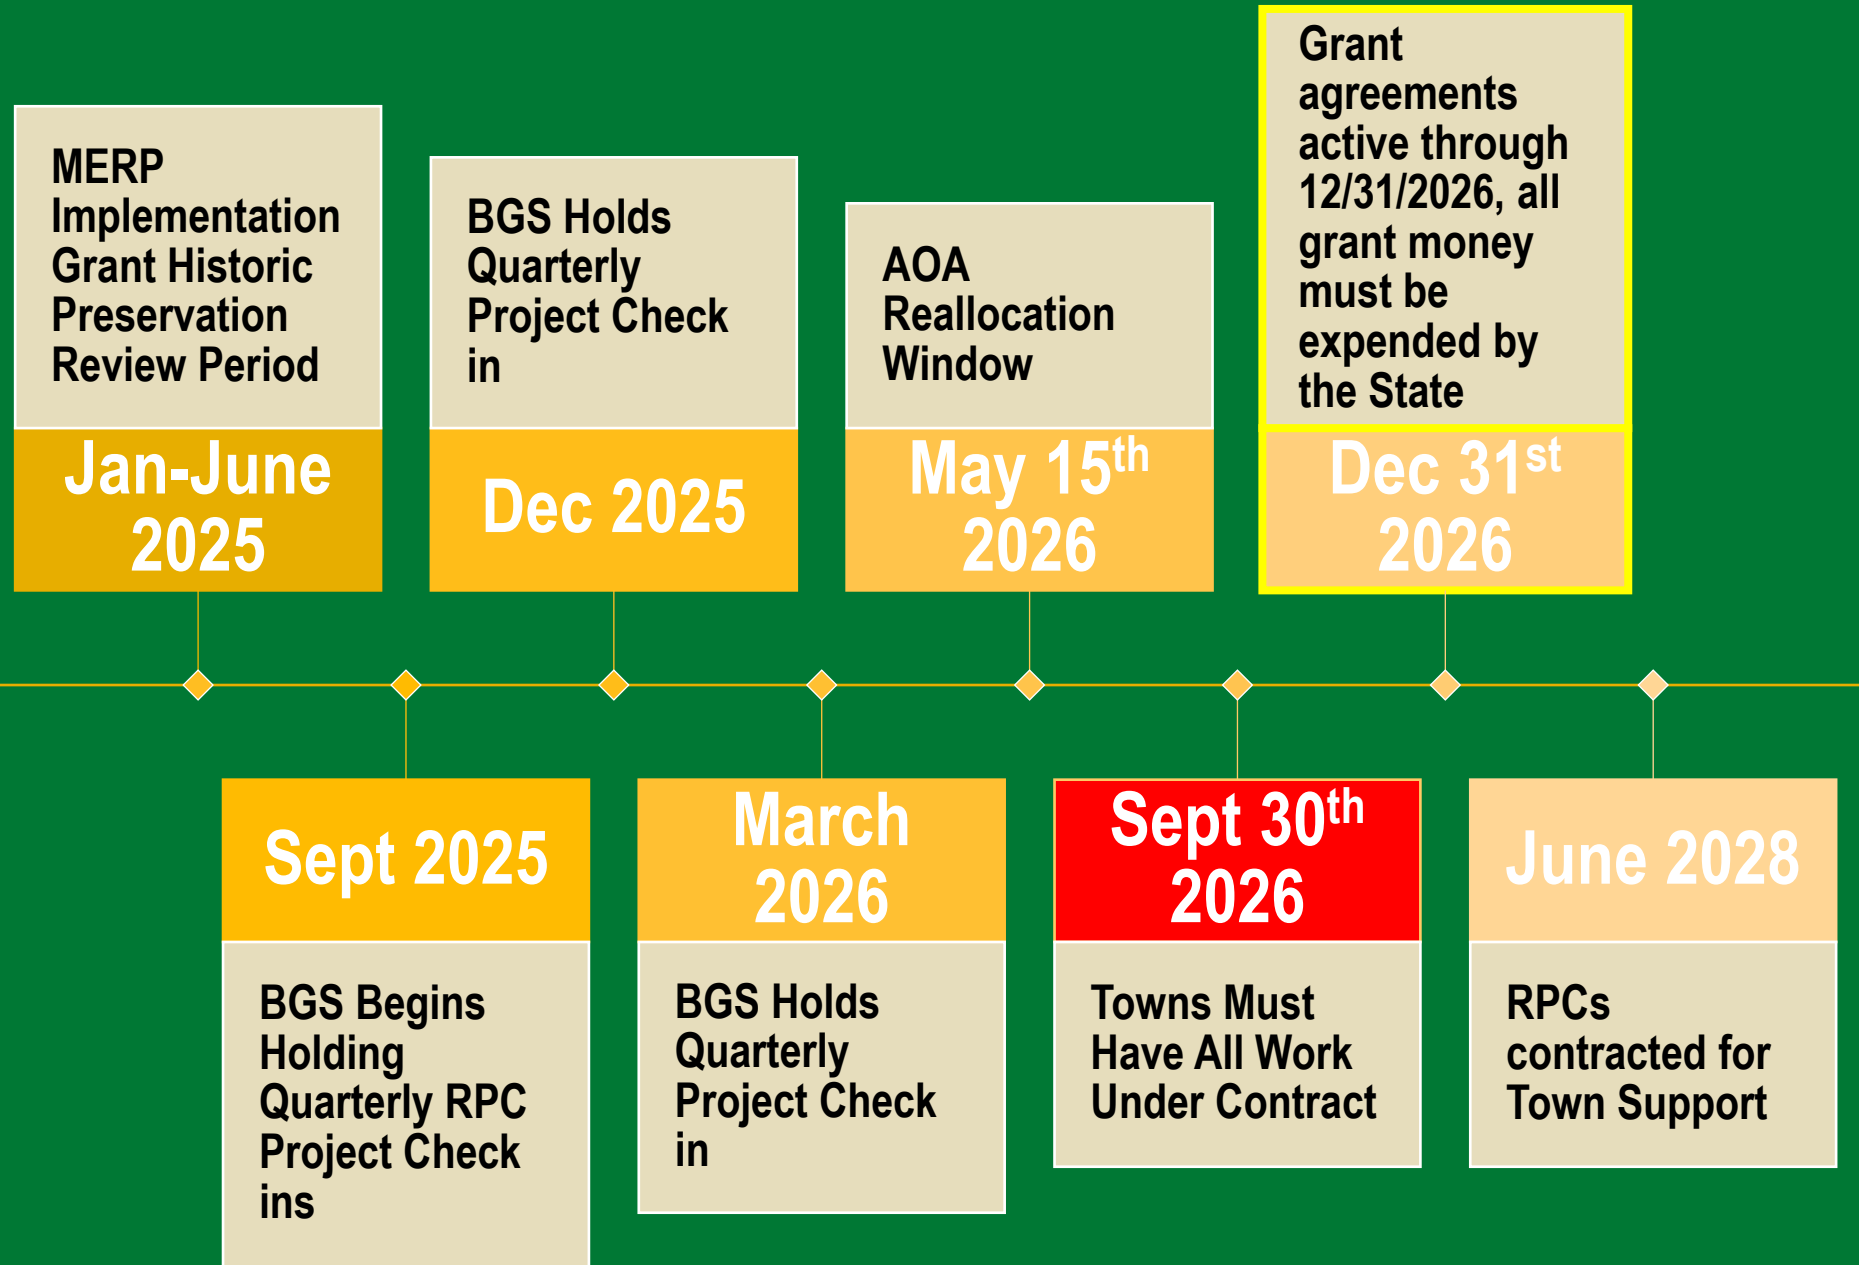 MERP
Implementation
Grant Historic
Preservation
Review Period
Jan-June
2025
BGS Begins
Holding
Quarterly RPC
Project Check
ins
Sept 2025
BGS Holds
Quarterly
Project Check
in
Dec 2025
March
2026
BGS Holds
Quarterly
Project Check
in
AOA
Reallocation
Window
May 15th
2026
Sept 30th
2026
Towns Must
Have All Work
Under Contract
Grant
agreements
active through
12/31/2026, all
grant money
must be
expended by
the State
Dec 31st
2026
June 2028
RPCs
contracted for
Town Support